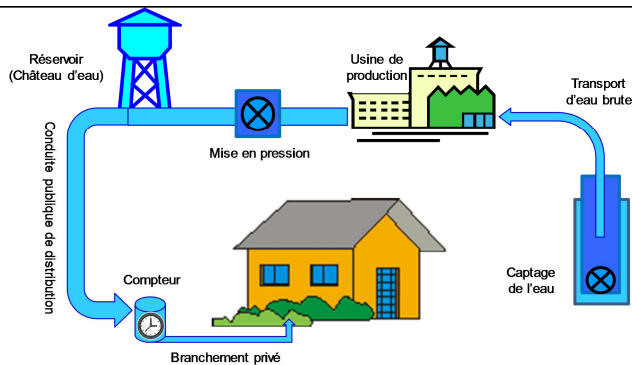 Réservoir
(Château d'eau)
Usine de
production
Transport
d'eau brute
Mise en pression
Conduite publique de distribution
Compteur
Captage
de l'eau
Branchement privé